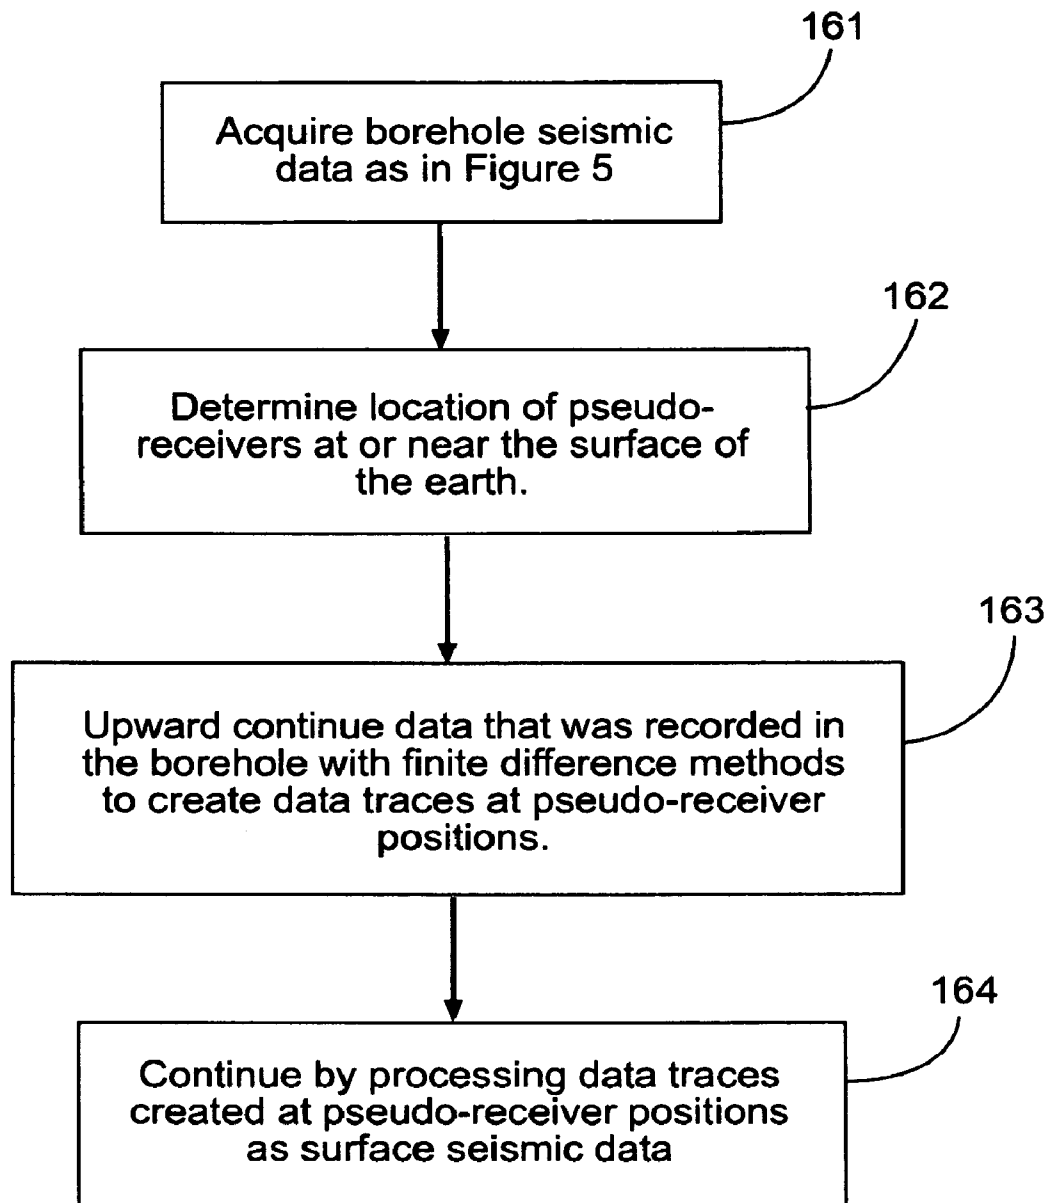 161
Acquire borehole seismic
data as in Figure 5
162
Determine location of pseudo-
receivers at or near the surface of
the earth.
163
Upward continue data that was recorded in
the borehole with finite difference methods
to create data traces at pseudo-receiver
positions.
164
Continue by processing data traces
created at pseudo-receiver positions
as surface seismic data